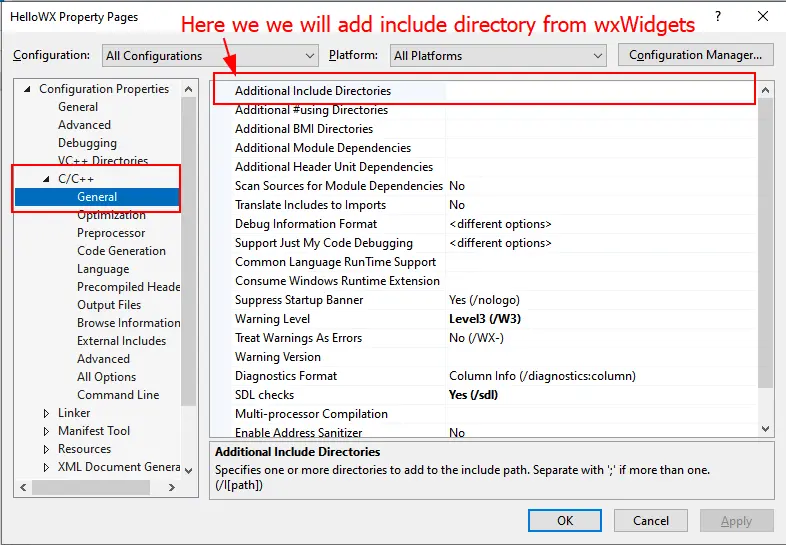 HelloWX Property Pages
?
Here we we will add include directory from wxWidgets
Configuration: All Configurations Platform: All Platforms Configuration Manager...
Configuration Properties
General
Advanced
Debugging
VC++ Directories
C/C++
General
Optimization
Preprocessor
Code Generation
Language
Precompiled Heade
Output Files
Browse Information
External Includes
Advanced
All Options
Command Line
Linker
Manifest Tool
Resources
XML Document Genera
Additional Include Directories
Additional #using Directories
Additional BMI Directories
Additional Module Dependencies
Additional Header Unit Dependencies
Scan Sources for Module Dependencies No
Translate Includes to Imports No
Debug Information Format <different options>
Support Just My Code Debugging <different options>
Common Language RunTime Support
Consume Windows Runtime Extension
Suppress Startup Banner Yes (/nologo)
Warning Level Level3 (/W3)
Treat Warnings As Errors No (/WX-)
Warning Version
Diagnostics Format Column Info (/diagnostics:column)
SDL checks Yes (/sdl)
Multi-processor Compilation
Enable Address Sanitizer No
Additional Include Directories
Specifies one or more directories to add to the include path. Separate with ';' if more than one.
(/I[path])
OK Cancel Apply